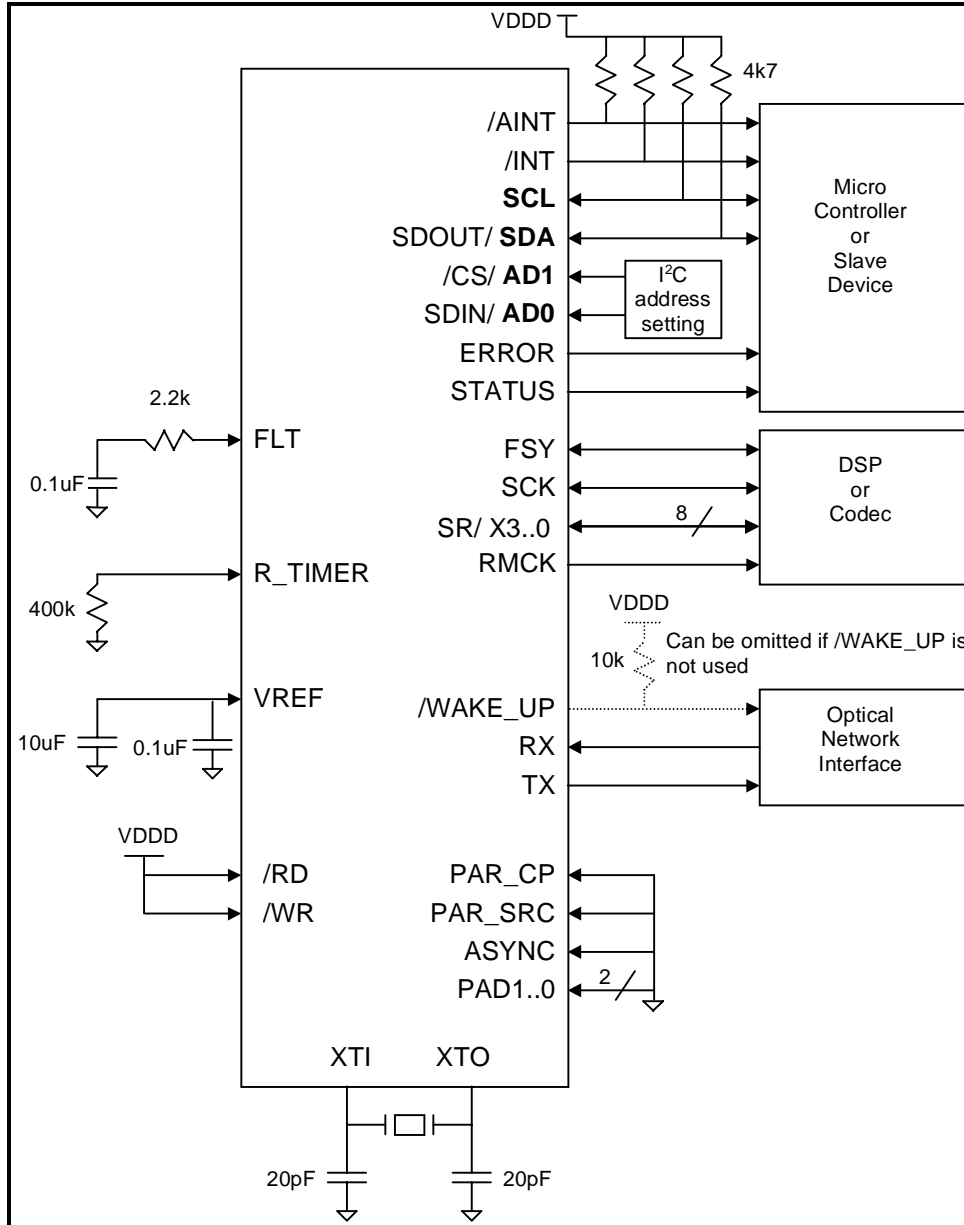 VDDD
4k7
/AINT
/INT
SCL
SDOUT/ SDA
/CS/ AD1
SDIN/ AD0
ERROR
STATUS
I²C
address
setting
Micro
Controller
or
Slave
Device
2.2k
FLT
0.1uF
FSY
SCK
SR/ X3..0
RMCK
8
DSP
or
Codec
R_TIMER
400k
VDDD
10k
Can be omitted if /WAKE_UP is
not used
VREF
10uF
0.1uF
/WAKE_UP
RX
TX
Optical
Network
Interface
VDDD
/RD
/WR
PAR_CP
PAR_SRC
ASYNC
PAD1..0
2
XTI
XTO
20pF
20pF